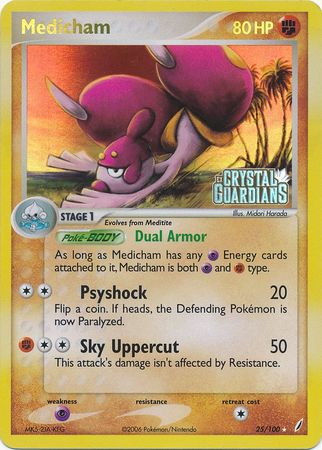 Medicham 80 HP
EX CRYSTAL
GUARDIANS
Illus. Midori Harada
STAGE 1 Evolves from Meditite
Poké-BODY Dual Armor
As long as Medicham has any Energy cards
attached to it, Medicham is both and type.
Psyshock 20
Flip a coin. If heads, the Defending Pokémon is
now Paralyzed.
Sky Uppercut 50
This attack's damage isn't affected by Resistance.
weakness resistance retreat cost
©2006 Pokémon/Nintendo 25/100